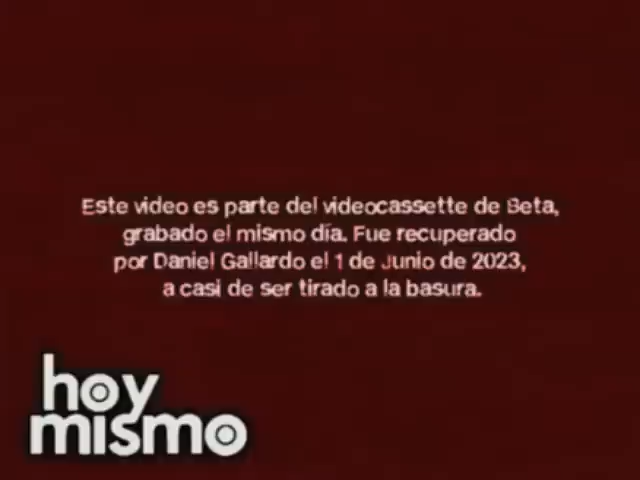 Este video es parte del videocassette de Beta,
grabado el mismo día. Fue recuperado
por Daniel Gallardo el 1 de Junio de 2023,
a casi de ser tirado a la basura.
hoy
mismo